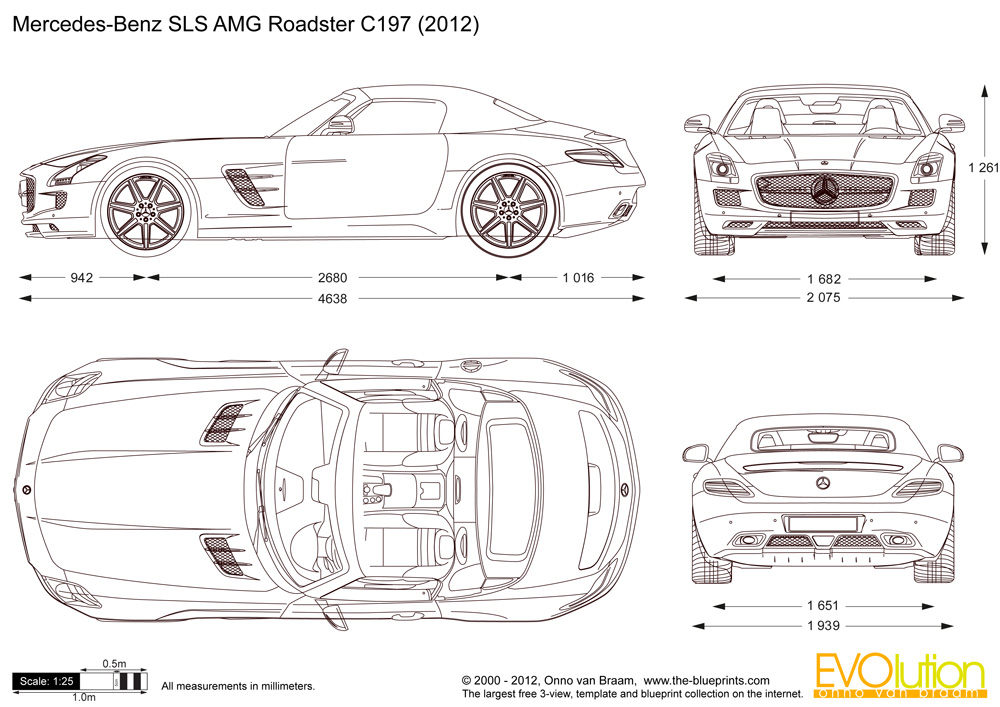 Mercedes-Benz SLS AMG Roadster C197 (2012)
1 261
942 2680 1 016
4638
1 682
2 075
1 651
1 939
0.5m
Scale: 1:25
1.0m
All measurements in millimeters.
© 2000 - 2012, Onno van Braam, www.the-blueprints.com
The largest free 3-view, template and blueprint collection on the internet.
EVOlution
onno van braam